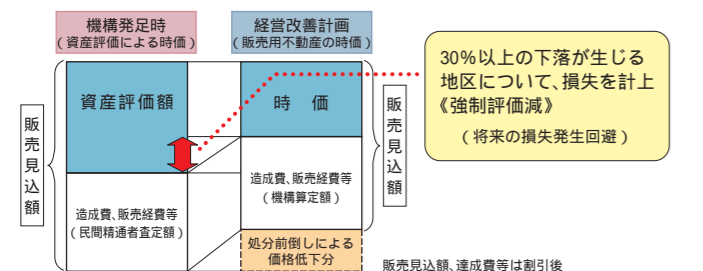 機構発足時
(資産評価による時価)
経営改善計画
(販売用不動産の時価)
販売見込額
資産評価額
造成費、販売経費等
(民間精通者査定額)
時 価
造成費、販売経費等
(機構算定額)
処分前倒しによる
価格低下分
販売見込額
30%以上の下落が生じる
地区について、損失を計上
《強制評価減》
(将来の損失発生回避)
販売見込額、達成費等は割引後